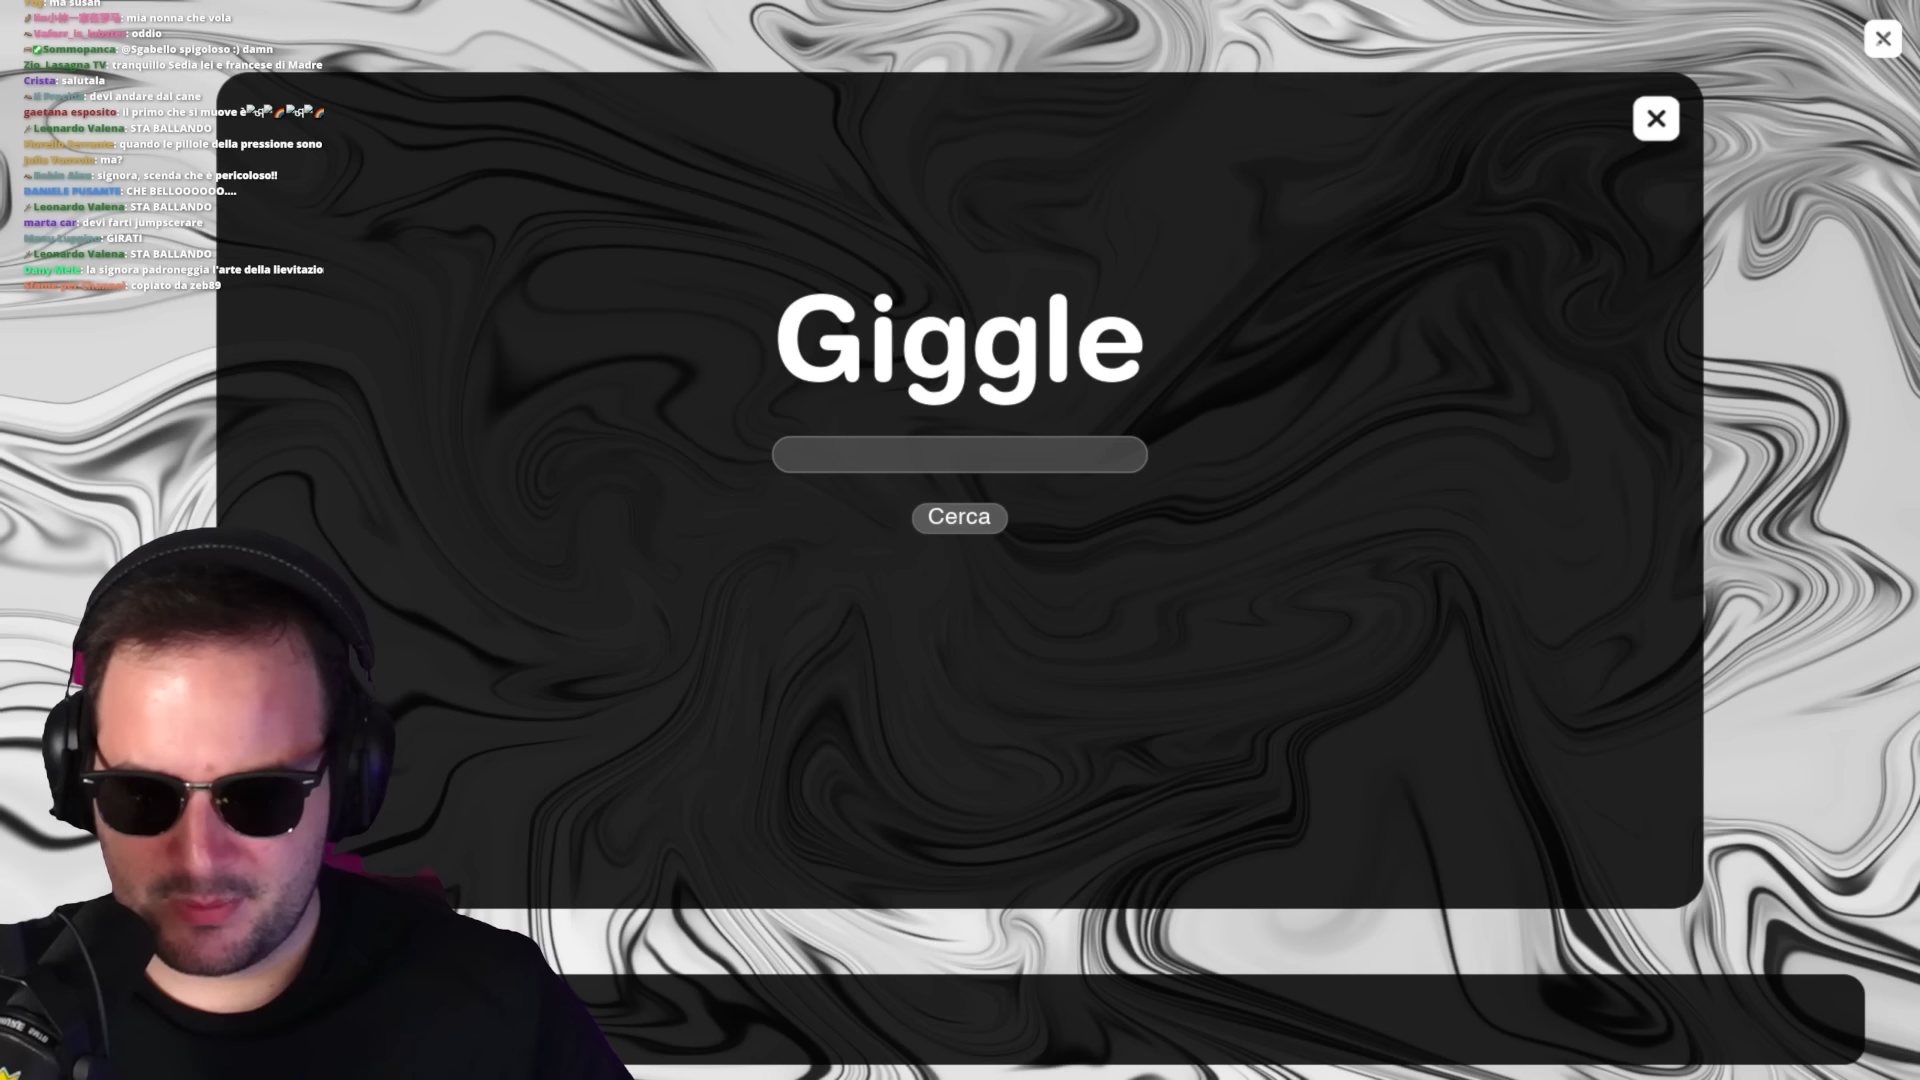 ma susan
: mia nonna che vola
: oddio
Sommopanca: @Sgabello spigoloso :) damn
Zio_Lasagna TV: tranquillo Sedia lei e francese di Madre
Crista: salutala
: devi andare dal cane
gaetana esposito: il primo che si muove è
Leonardo Valena: STA BALLANDO
: quando le pillole della pressione sono
: ma?
: signora, scenda che è pericoloso!!
DANIELE PUSANTE: CHE BELLOOOOOO....
Leonardo Valena: STA BALLANDO
marta car: devi farti jumpscerare
: GIRATI
Leonardo Valena: STA BALLANDO
Dany Mele: la signora padroneggia l'arte della lievitazio
: copiato da zeb89
Giggle
Cerca